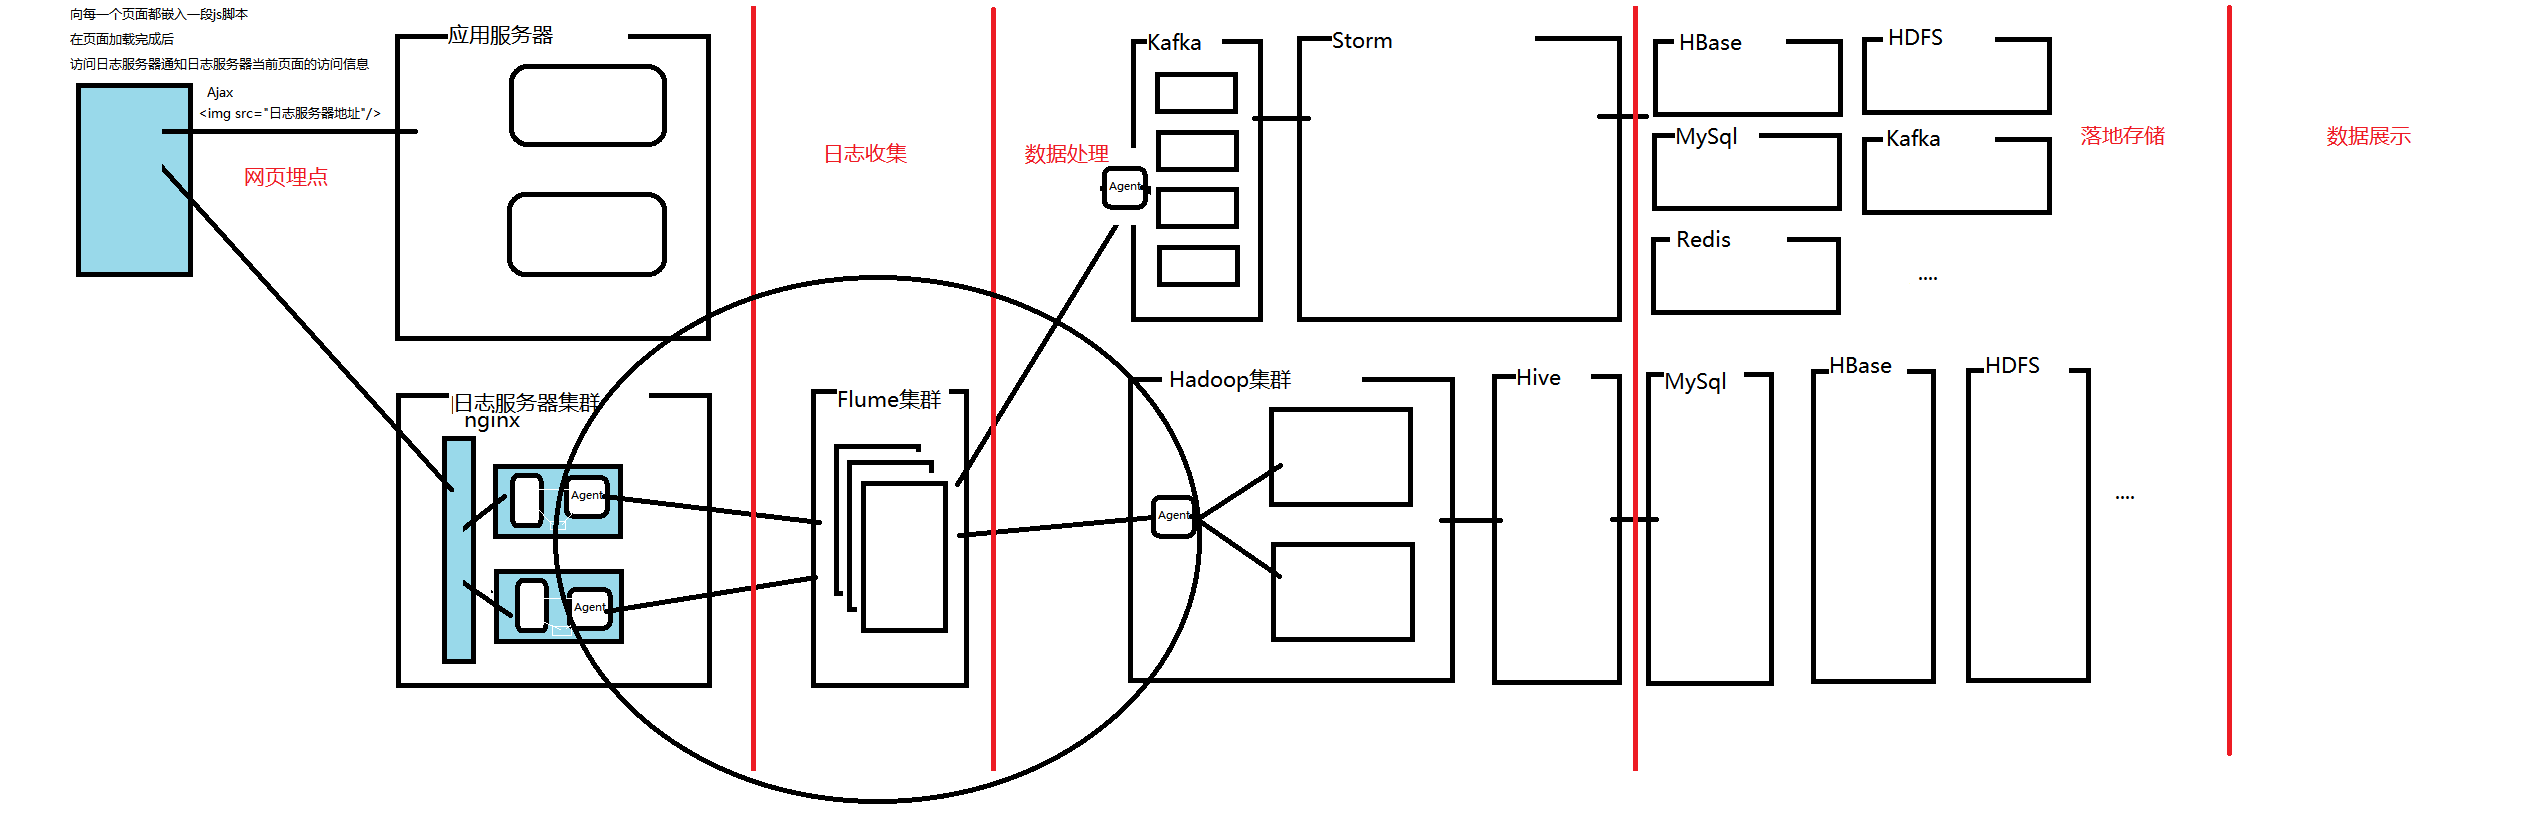 向每一个页面都嵌入一段js脚本
在页面加载完成后
访问日志服务器通知日志服务器当前页面的访问信息
Ajax
<img src="日志服务器地址"/>
网页埋点
应用服务器
日志服务器集群
nginx
Agent
Agent
日志收集
Flume集群
数据处理
Agent
Kafka
Storm
Hadoop集群
Agent
Hive
HBase
HDFS
MySql
Kafka
Redis
....
落地存储
MySql
HBase
HDFS
....
数据展示